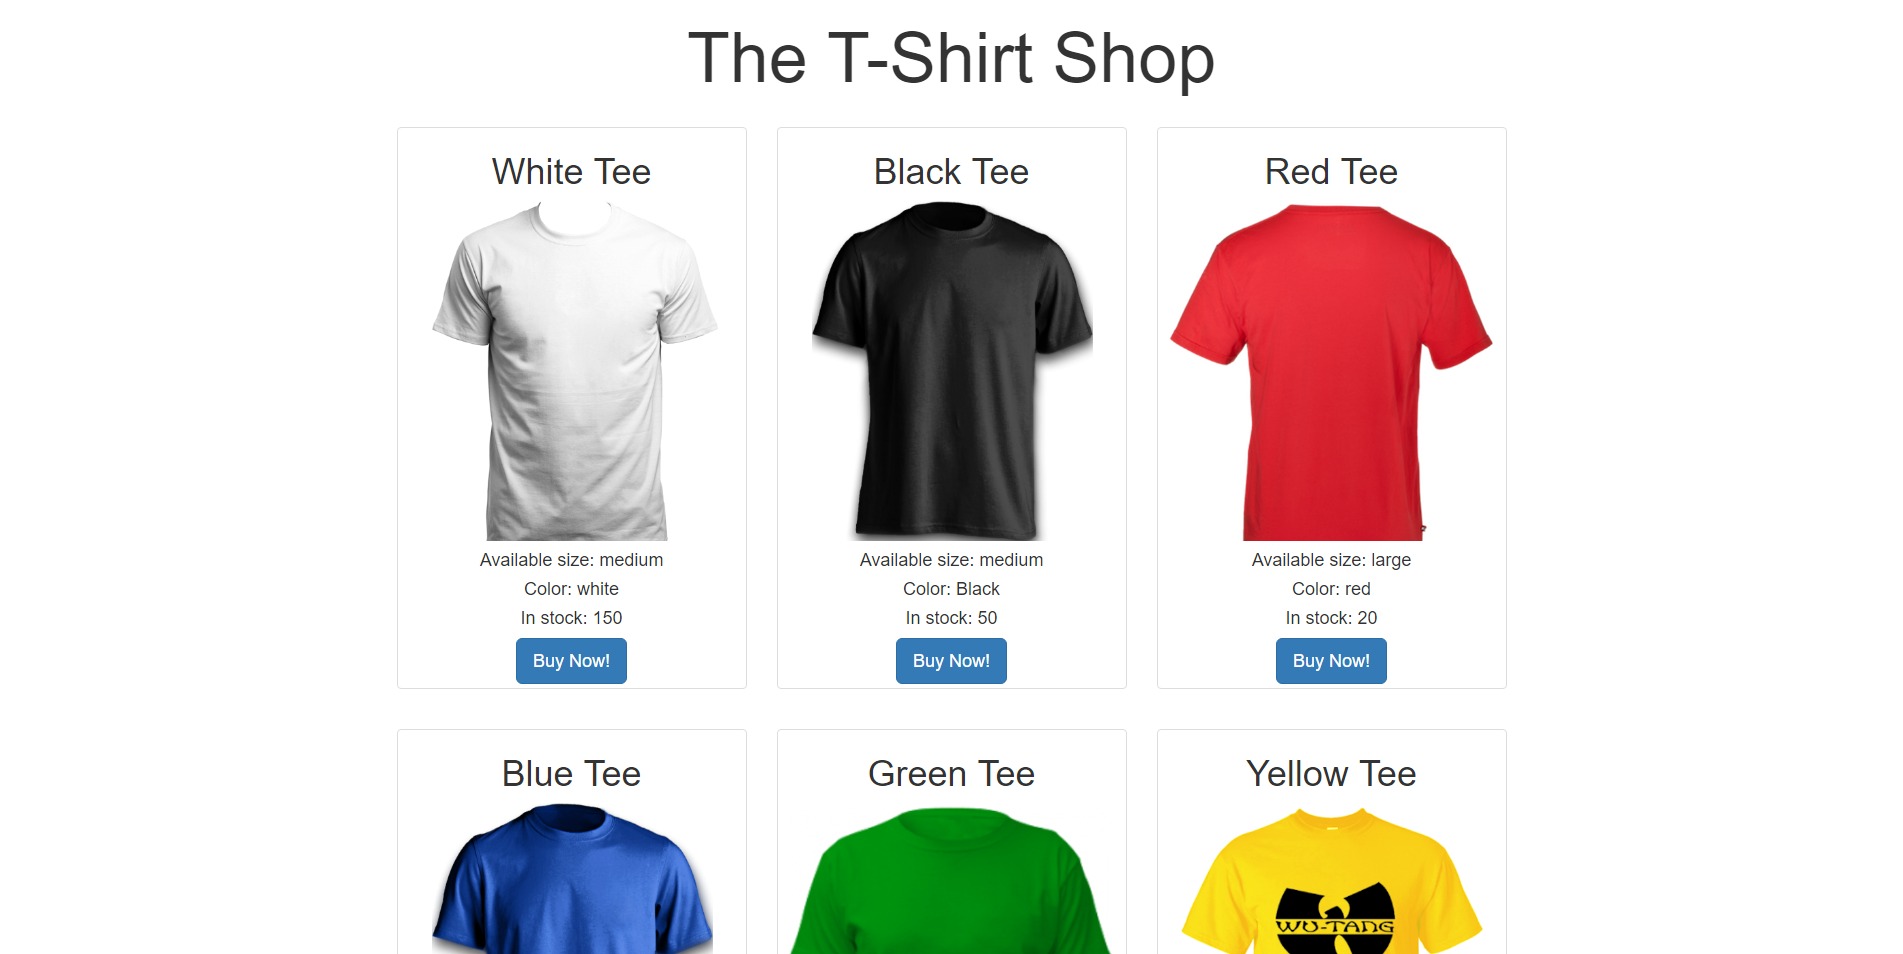 The T-Shirt Shop
White Tee
Available size: medium
Color: white
In stock: 150
Buy Now!
Black Tee
Available size: medium
Color: Black
In stock: 50
Buy Now!
Red Tee
Available size: large
Color: red
In stock: 20
Buy Now!
Blue Tee
Green Tee
Yellow Tee
WU-TANG